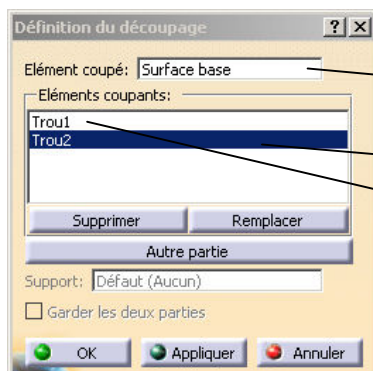 Définition du découpage
Elément coupé: Surface base
Eléments coupants:
Trou1
Trou2
Supprimer Remplacer
Autre partie
Support: Défaut (Aucun)
Garder les deux parties
OK Appliquer Annuler